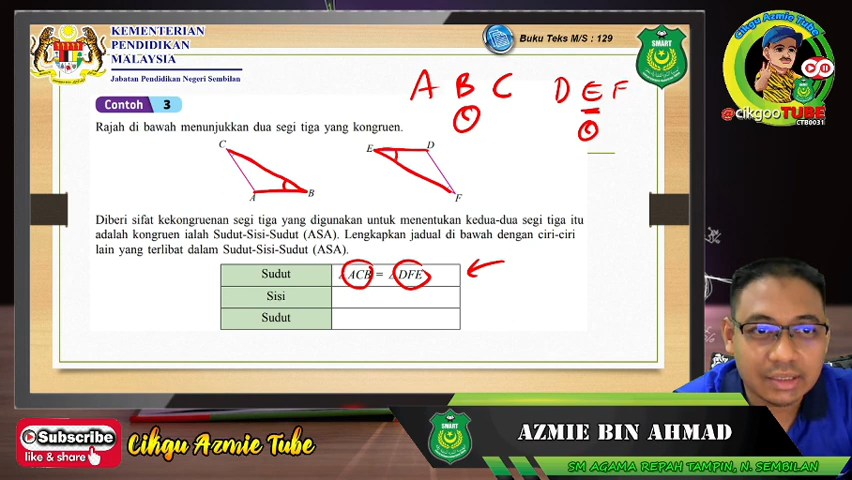 KEMENTERIAN
PENDIDIKAN
MALAYSIA
Jabatan Pendidikan Negeri Sembilan
Buku Teks M/S : 129
SMART
Cikgu Azmie Tube
@cikgooTUBE
CTB0031
A B C D E F
Contoh 3
Rajah di bawah menunjukkan dua segi tiga yang kongruen.
C
A
B
E
D
F
Diberi sifat kekongruenan segi tiga yang digunakan untuk menentukan kedua-dua segi tiga itu
adalah kongruen ialah Sudut-Sisi-Sudut (ASA). Lengkapkan jadual di bawah dengan ciri-ciri
lain yang terlibat dalam Sudut-Sisi-Sudut (ASA).
Sudut ∠ACB = ∠DFE
Sisi
Sudut
Subscribe
like & share
Cikgu Azmie Tube
SMART
AZMIE BIN AHMAD
SM AGAMA REPAH TAMPIN, N. SEMBILAN
SMART